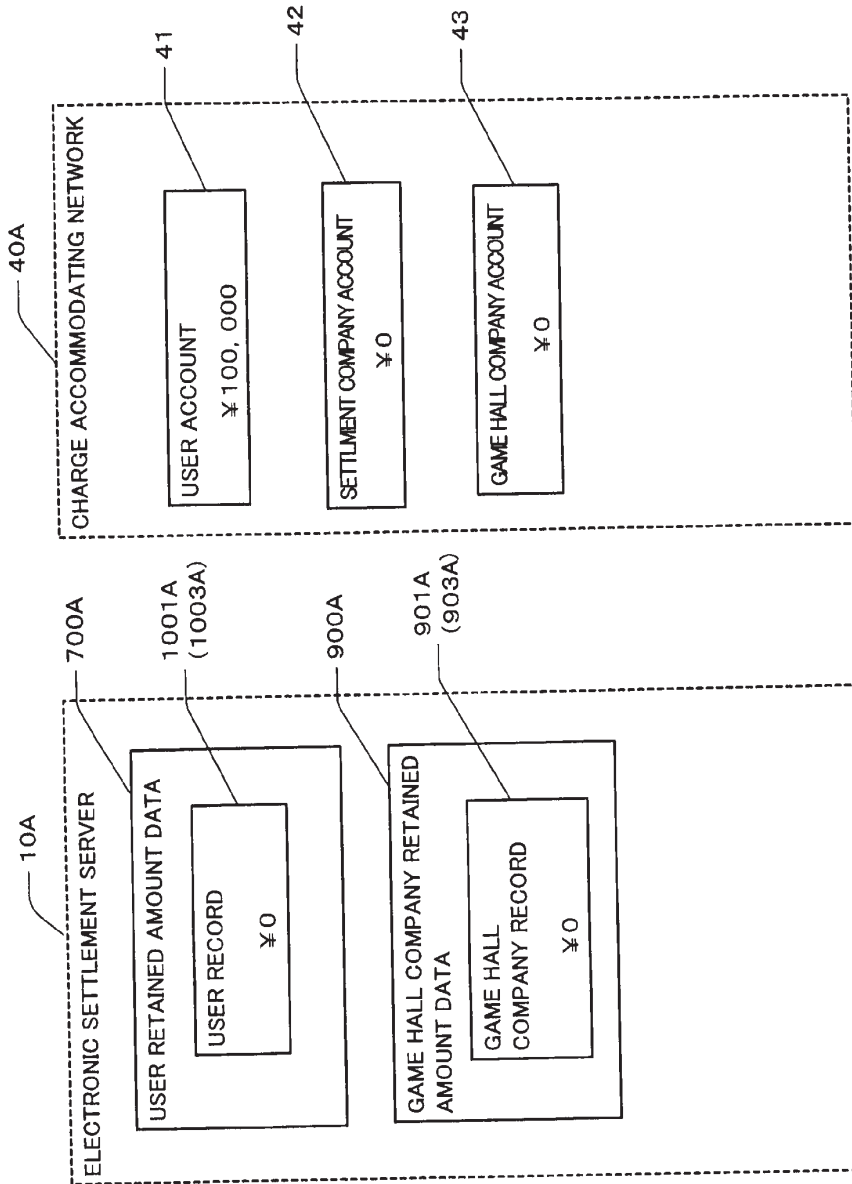 10A
ELECTRONIC SETTLEMENT SERVER
700A
USER RETAINED AMOUNT DATA
1001A
(1003A)
USER RECORD
¥0
900A
GAME HALL COMPANY RETAINED
AMOUNT DATA
901A
(903A)
GAME HALL
COMPANY RECORD
¥0
40A
CHARGE ACCOMMODATING NETWORK
41
USER ACCOUNT
¥100,000
42
SETTLMENT COMPANY ACCOUNT
¥0
43
GAME HALL COMPANY ACCOUNT
¥0